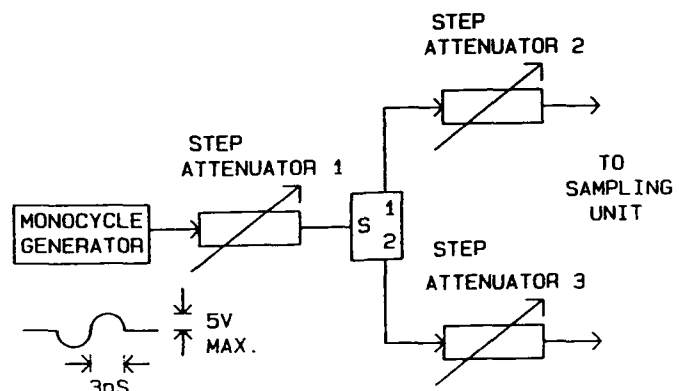 STEP
ATTENUATOR 2
STEP
ATTENUATOR 1
TO
SAMPLING
UNIT
MONOCYCLE
GENERATOR
S
1
2
STEP
ATTENUATOR 3
5V
MAX.
3nS